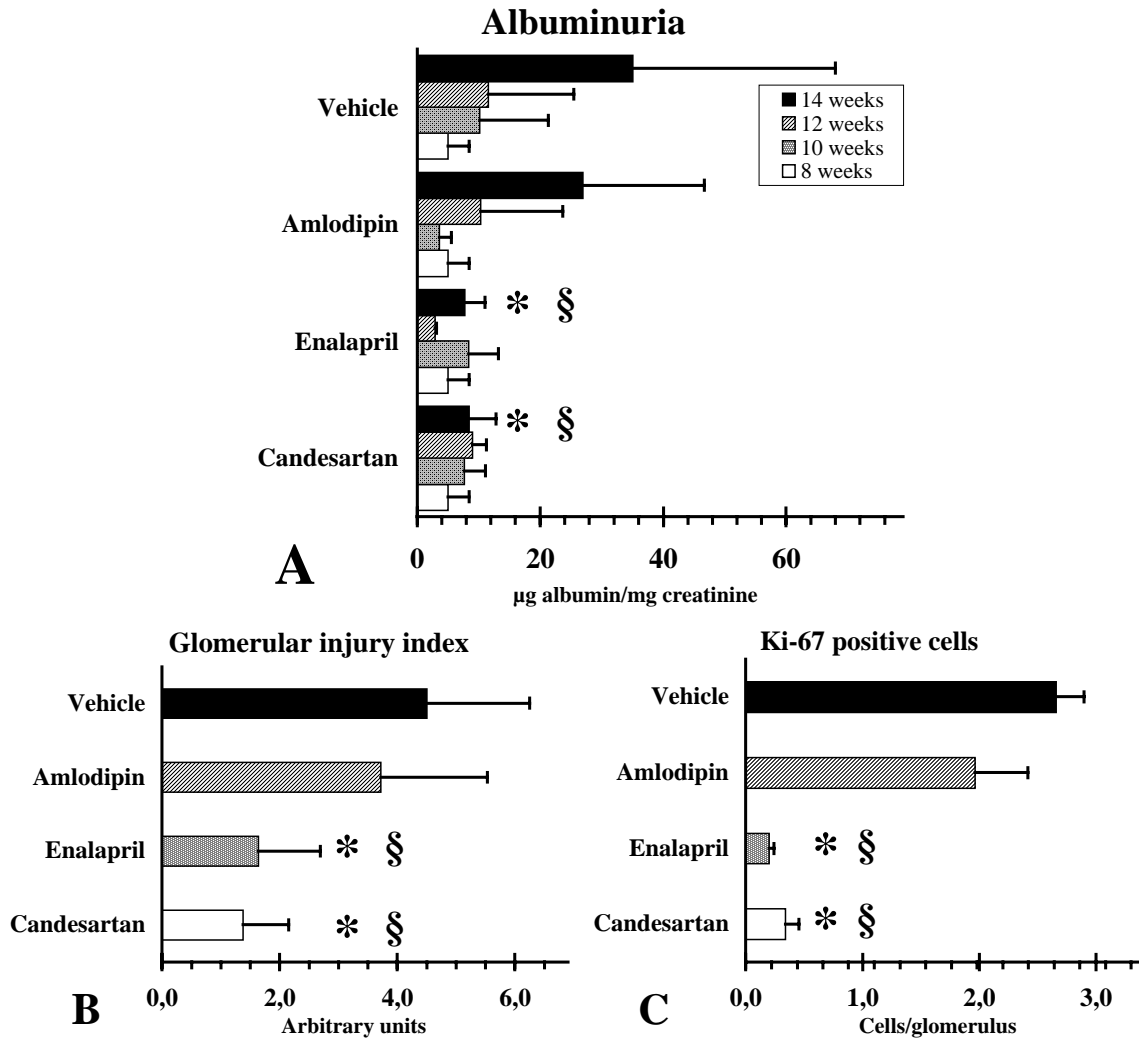 Albuminuria
Vehicle
Amlodipin
Enalapril
* §
Candesartan
* §
14 weeks
12 weeks
10 weeks
8 weeks
0 20 40 60
µg albumin/mg creatinine
A
Glomerular injury index
Vehicle
Amlodipin
Enalapril
* §
Candesartan
* §
0,0 2,0 4,0 6,0
Arbitrary units
B
Ki-67 positive cells
Vehicle
Amlodipin
Enalapril
* §
Candesartan
* §
0,0 1,0 2,0 3,0
Cells/glomerulus
C